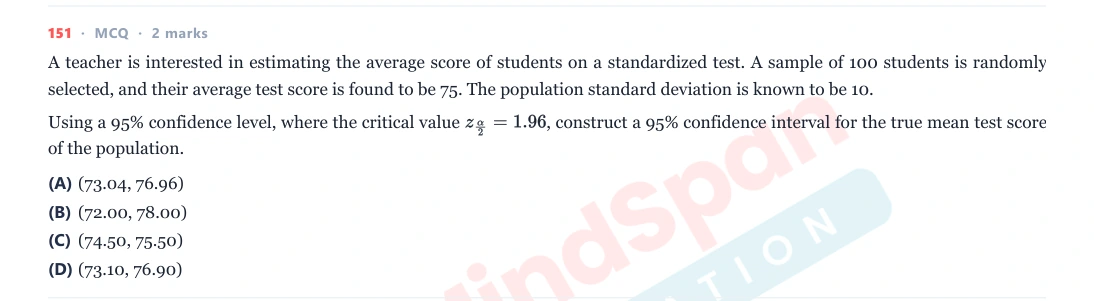 151 · MCQ · 2 marks
A teacher is interested in estimating the average score of students on a standardized test. A sample of 100 students is randomly
selected, and their average test score is found to be 75. The population standard deviation is known to be 10.
Using a 95% confidence level, where the critical value z_{α/2} = 1.96, construct a 95% confidence interval for the true mean test score
of the population.
(A) (73.04, 76.96)
(B) (72.00, 78.00)
(C) (74.50, 75.50)
(D) (73.10, 76.90)
indSpan
ATION